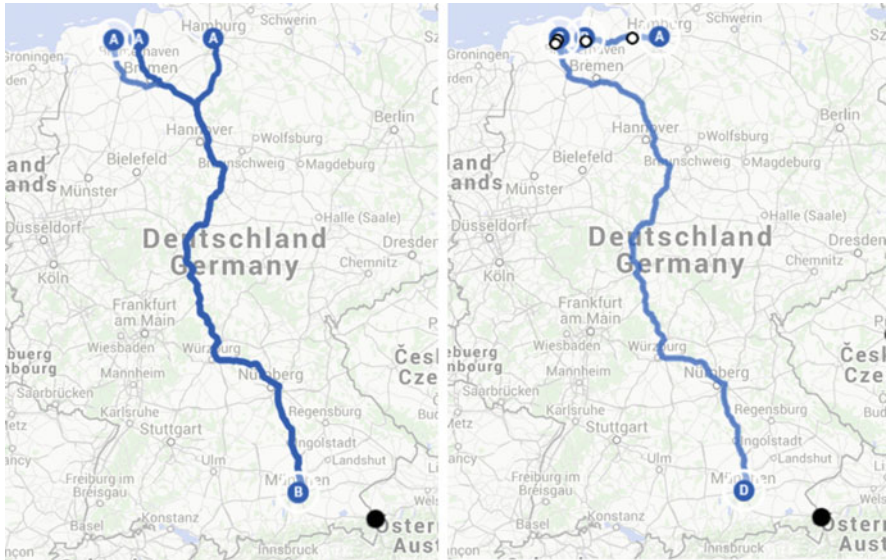 Hamburg
Schwerin
A
A
A
Groningen
Bremen
Berlin
Hannover
Wolfsburg
Bielefeld
Braunschweig
Magdeburg
Münster
Düsseldorf
Halle (Saale)
Deutschland
Germany
Dresden
Köln
Chemnitz
Frankfurt
am Main
Wiesbaden
Würzburg
Mannheim
Nürnberg
Saarbrücken
Karlsruhe
Regensburg
Stuttgart
Ingolstadt
Ulm
Landshut
München
Freiburg im
Breisgau
B
Basel
Konstanz
Innsbruck
Hamburg
Schwerin
A
Groningen
Bremen
Berlin
Hannover
Wolfsburg
Bielefeld
Braunschweig
Magdeburg
Münster
Düsseldorf
Halle (Saale)
Deutschland
Germany
Dresden
Köln
Chemnitz
Frankfurt
am Main
Wiesbaden
Würzburg
Mannheim
Nürnberg
Saarbrücken
Karlsruhe
Regensburg
Stuttgart
Ingolstadt
Ulm
Landshut
München
Freiburg im
Breisgau
D
Basel
Konstanz
Innsbruck